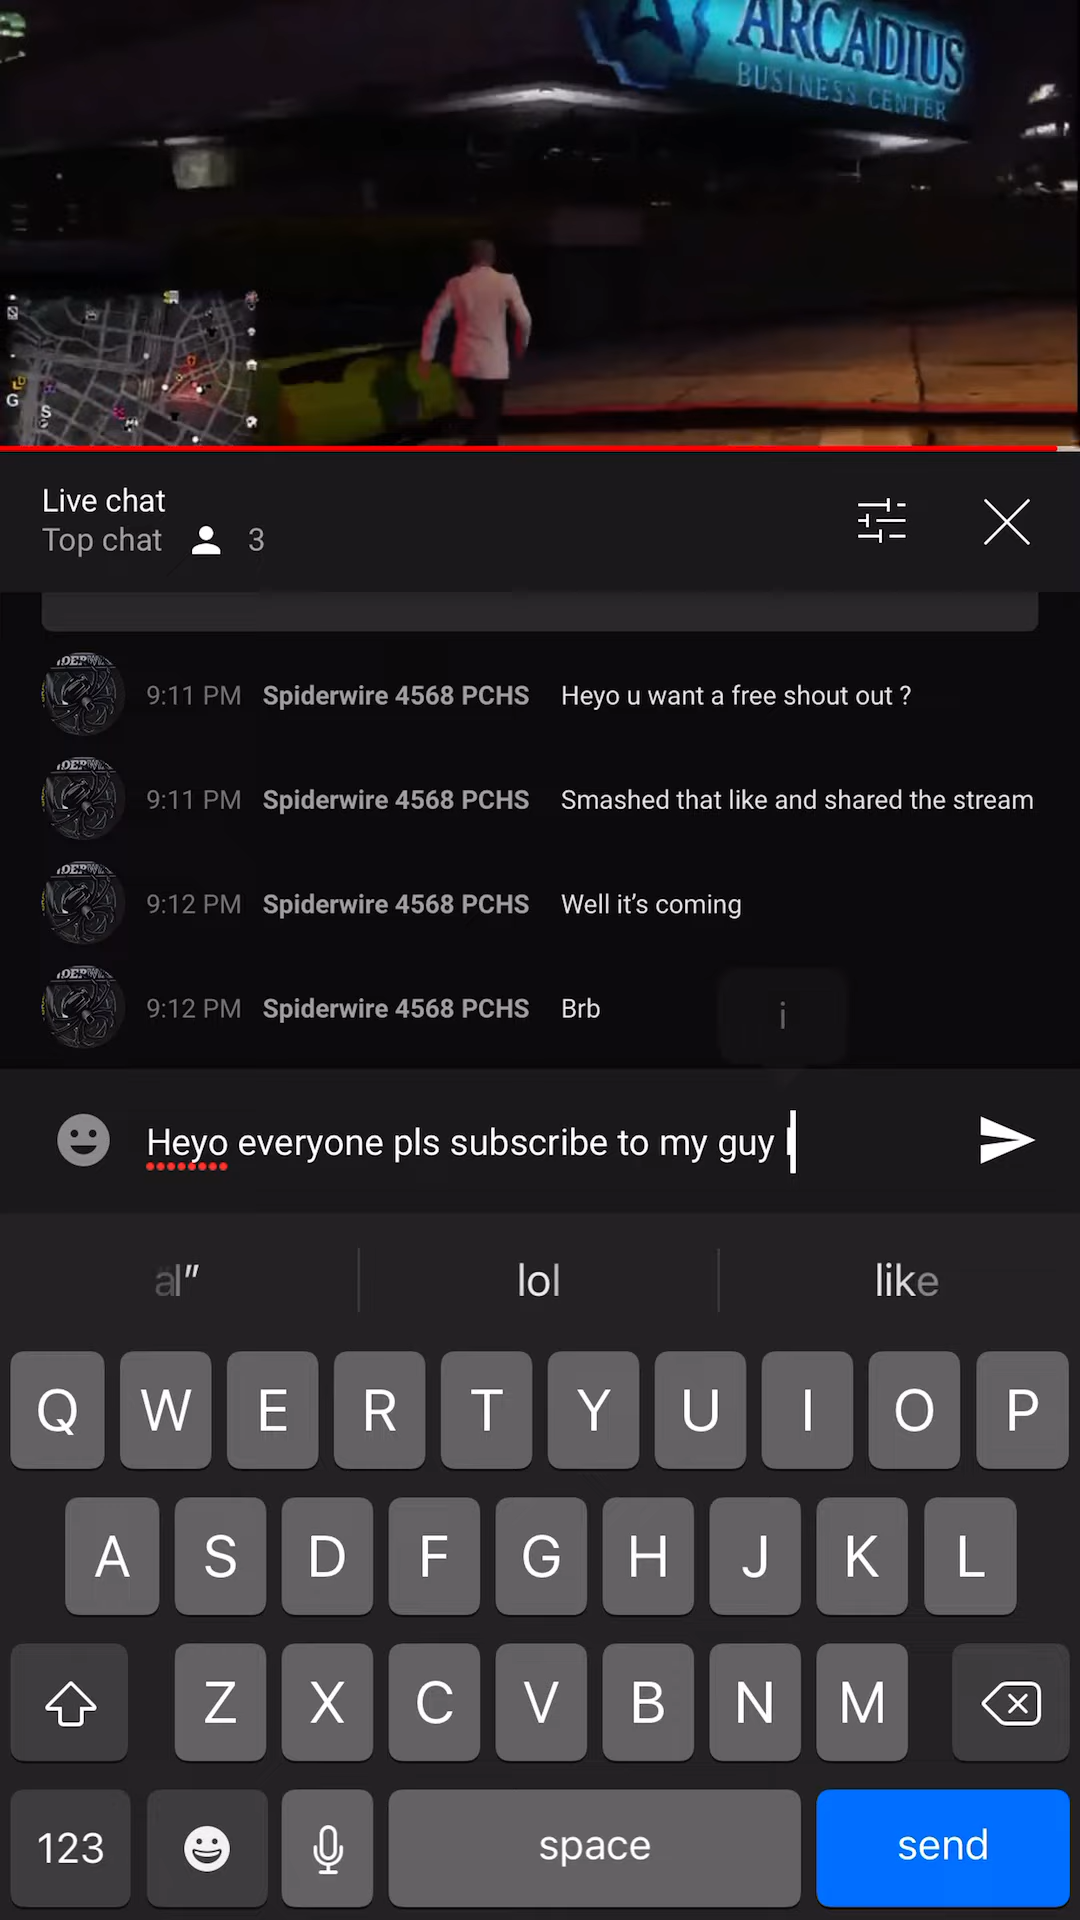 ARCADIUS
BUSINESS CENTER
G
S
Live chat
Top chat 3
9:11 PM Spiderwire 4568 PCHS Heyo u want a free shout out ?
9:11 PM Spiderwire 4568 PCHS Smashed that like and shared the stream
9:12 PM Spiderwire 4568 PCHS Well it’s coming
9:12 PM Spiderwire 4568 PCHS Brb
i
Heyo everyone pls subscribe to my guy
lol like
Q W E R T Y U I O P
A S D F G H J K L
Z X C V B N M
123 space send